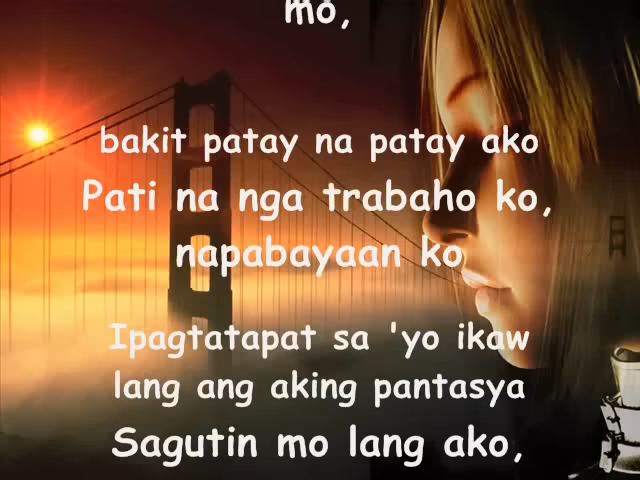 mo,
bakit patay na patay ako
Pati na nga trabaho ko,
napabayaan ko
Ipagtatapat sa 'yo ikaw
lang ang aking pantasya
Sagutin mo lang ako,